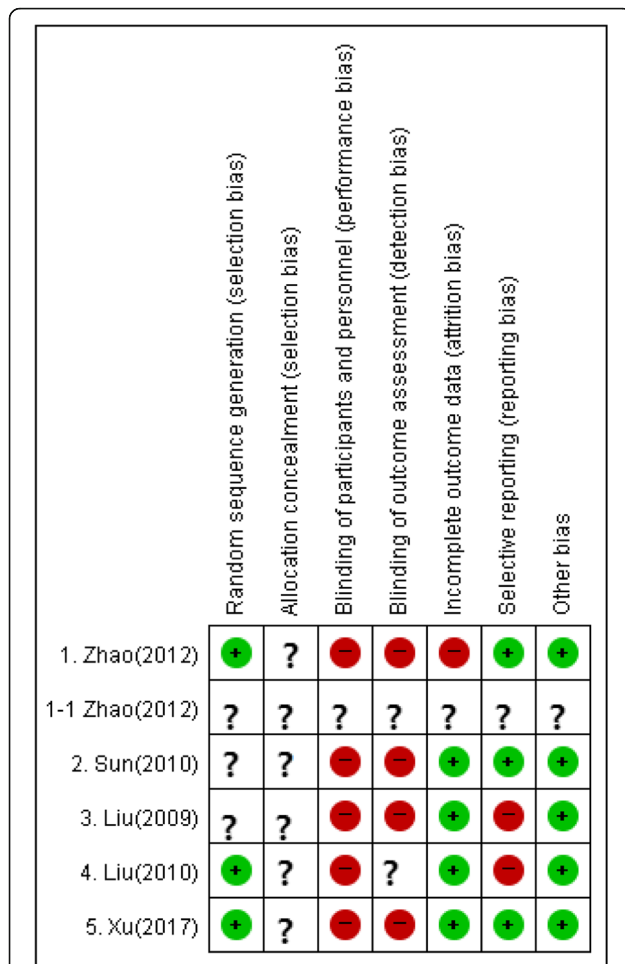 Random sequence generation (selection bias)
Allocation concealment (selection bias)
Blinding of participants and personnel (performance bias)
Blinding of outcome assessment (detection bias)
Incomplete outcome data (attrition bias)
Selective reporting (reporting bias)
Other bias
1. Zhao(2012) + ? − − − + +
1-1 Zhao(2012) ? ? ? ? ? ? ?
2. Sun(2010) ? ? − − + + +
3. Liu(2009) ? ? − − + − +
4. Liu(2010) + ? − ? + − +
5. Xu(2017) + ? − − + + +